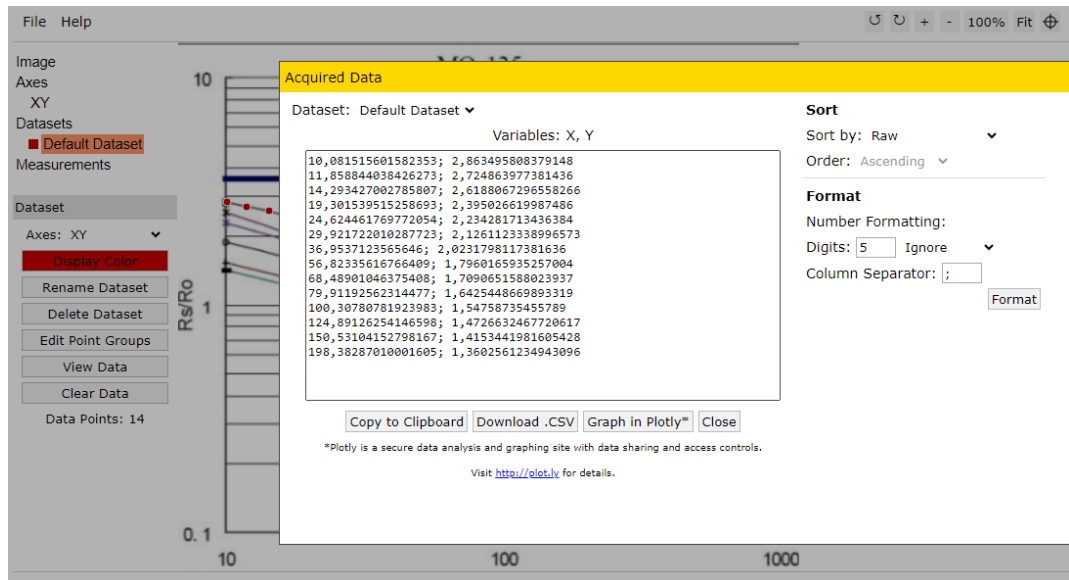 File Help
↺ ↻ + - 100% Fit
Image
Axes
XY
Datasets
Default Dataset
Measurements
Dataset
Axes: XY
Display Color
Rename Dataset
Delete Dataset
Edit Point Groups
View Data
Clear Data
Data Points: 14
MQ-135
10
Rs/Ro
1
0.1
10
100
1000
Acquired Data
Dataset: Default Dataset
Variables: X, Y
10,081515601582353; 2,863495808379148
11,858844038426273; 2,724863977381436
14,293427002785807; 2,6188067296558266
19,301539515258693; 2,395026619987486
24,624461769772054; 2,234281713436384
29,921722010287723; 2,1261123338996573
36,9537123565646; 2,0231798117381636
56,82335616766409; 1,7960165935257004
68,48901046375408; 1,7090651588023937
79,91192562314477; 1,6425448669893319
100,30780781923983; 1,54758735455789
124,89126254146598; 1,4726632467720617
150,53104152798167; 1,4153441981605428
198,38287010001605; 1,3602561234943096
Copy to Clipboard Download .CSV Graph in Plotly* Close
*Plotly is a secure data analysis and graphing site with data sharing and access controls.
Visit http://plot.ly for details.
Sort
Sort by: Raw
Order: Ascending
Format
Number Formatting:
Digits: 5 Ignore
Column Separator: ;
Format